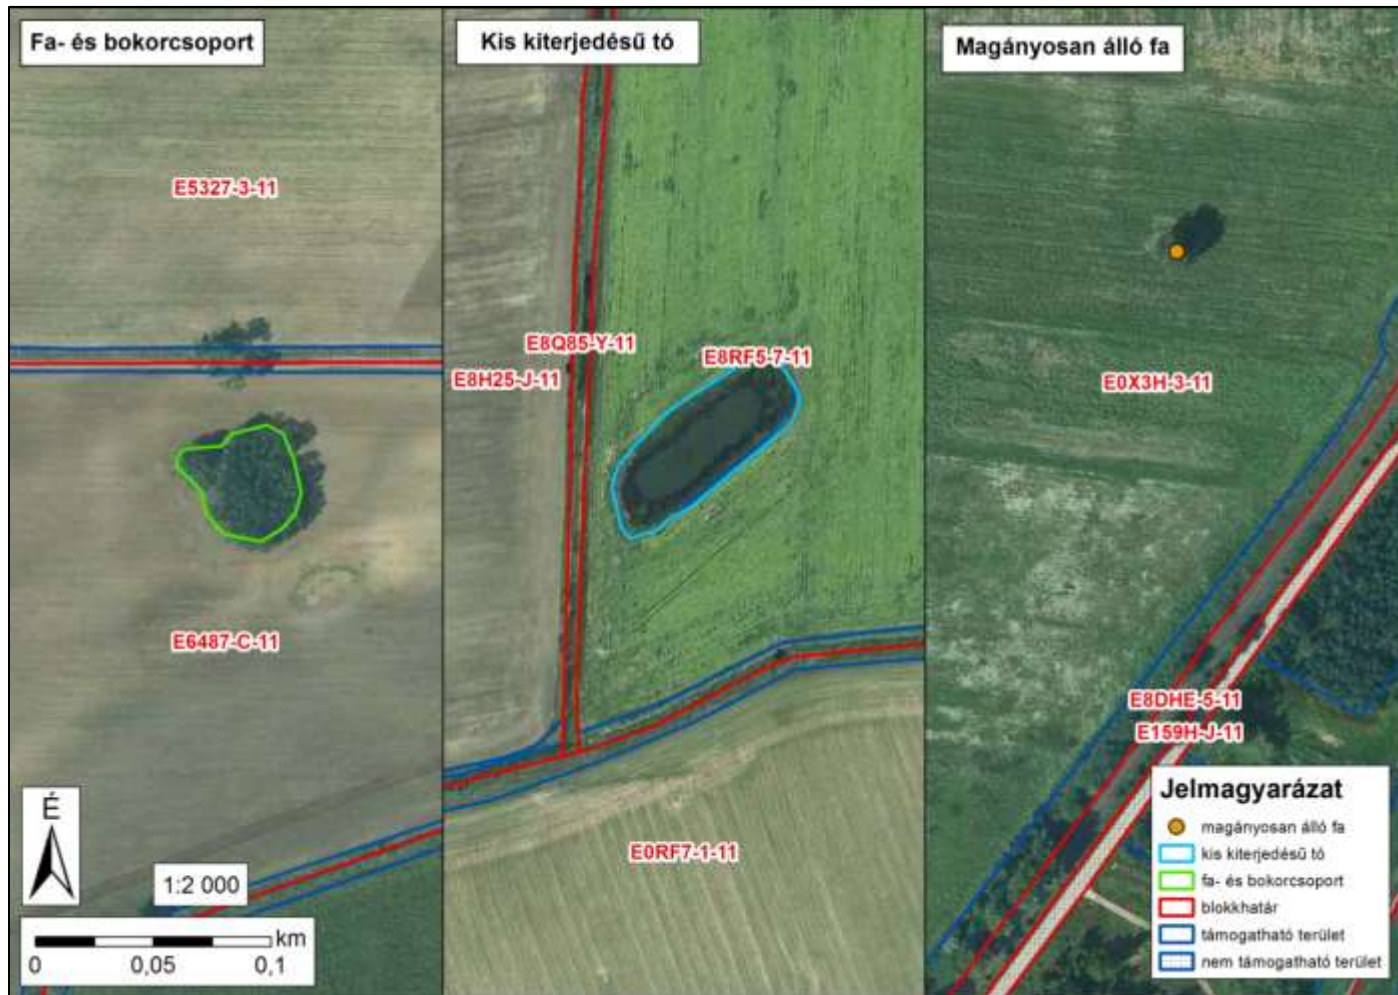 Fa- és bokorcsoport
Kis kiterjedésű tó
Magányosan álló fa
E5327-3-11
E6487-C-11
E8Q85-Y-11
E8H25-J-11
E8RF5-7-11
E0RF7-1-11
E0X3H-3-11
E8DHE-5-11
E159H-J-11
É
1:2 000
km
0 0,05 0,1
Jelmagyarázat
magányosan álló fa
kis kiterjedésű tó
fa- és bokorcsoport
blokkhatár
támogatható terület
nem támogatható terület